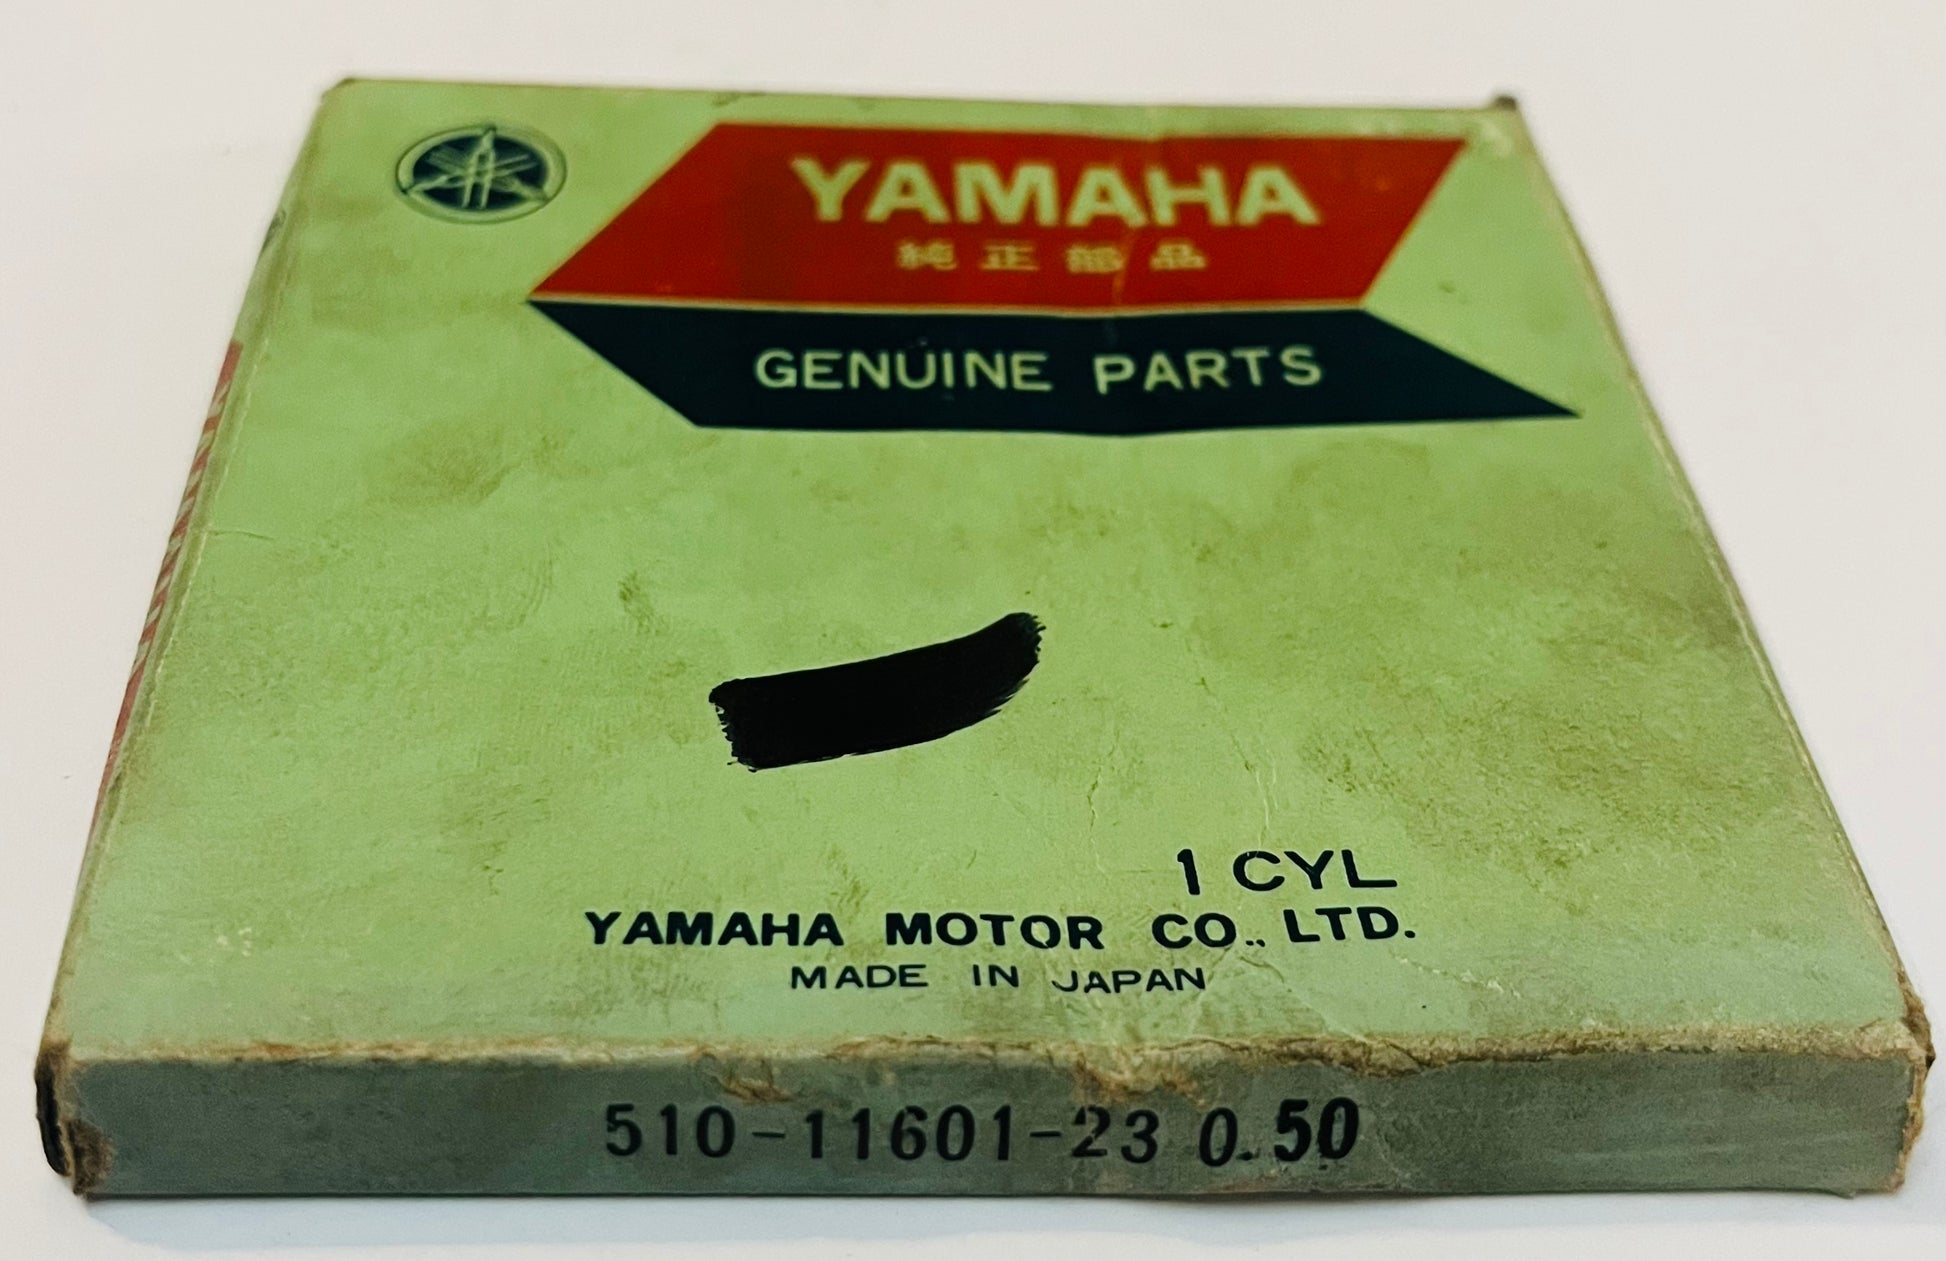 YAMAHA
純正部品
GENUINE PARTS
1 CYL
YAMAHA MOTOR CO., LTD.
MADE IN JAPAN
510-11601-23 0.50